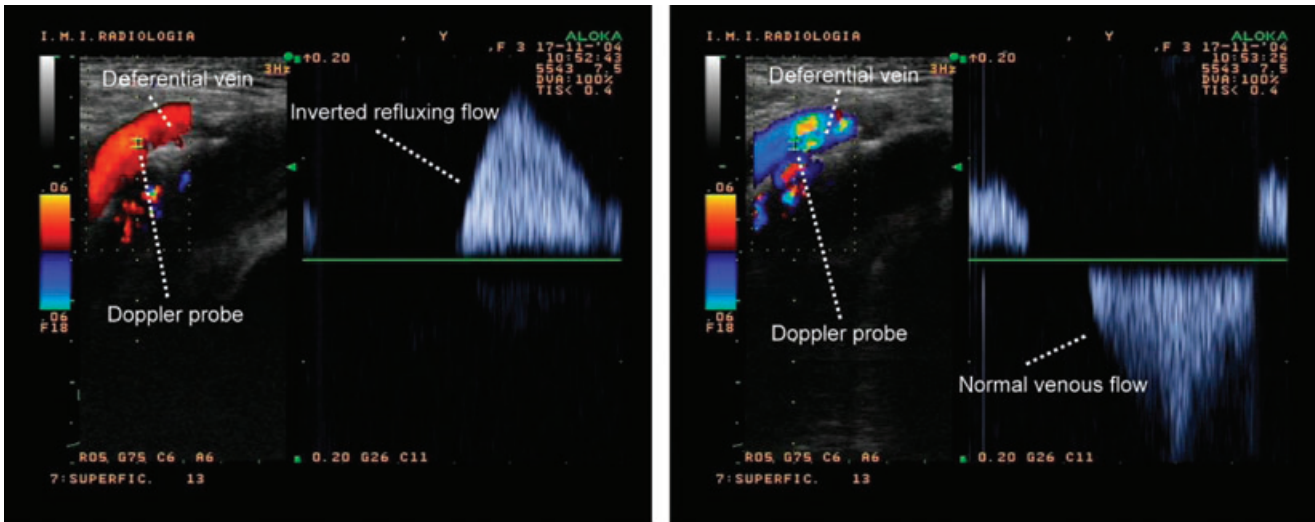 I.M.I.RADIOLOGIA , Y ALOKA
,F 3 17-11-'04
10:52:43
3Hz
↑0.20
5543 7.5
DVA:100%
TIS< 0.4
Deferential vein
Inverted refluxing flow
.06
Doppler probe
.06
F18
R05 G75 C6 A6
0.20 G26 C11
7:SUPERFIC. 13
I.M.I.RADIOLOGIA , Y ALOKA
,F 3 17-11-'04
10:53:25
3Hz
↑0.20
5543 7.5
DVA:100%
TIS< 0.4
Deferential vein
.06
.06
F18
Doppler probe
Normal venous flow
R05 G75 C6 A6
0.20 G26 C11
7:SUPERFIC. 13